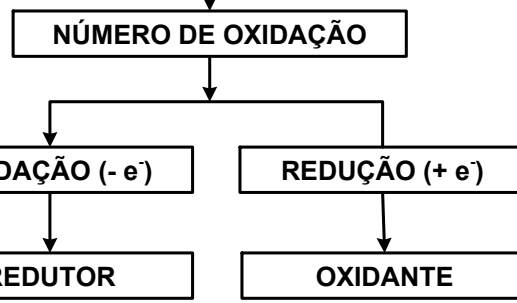 NÚMERO DE OXIDAÇÃO
DAÇÃO (- e⁻)
REDUÇÃO (+ e⁻)
REDUTOR
OXIDANTE